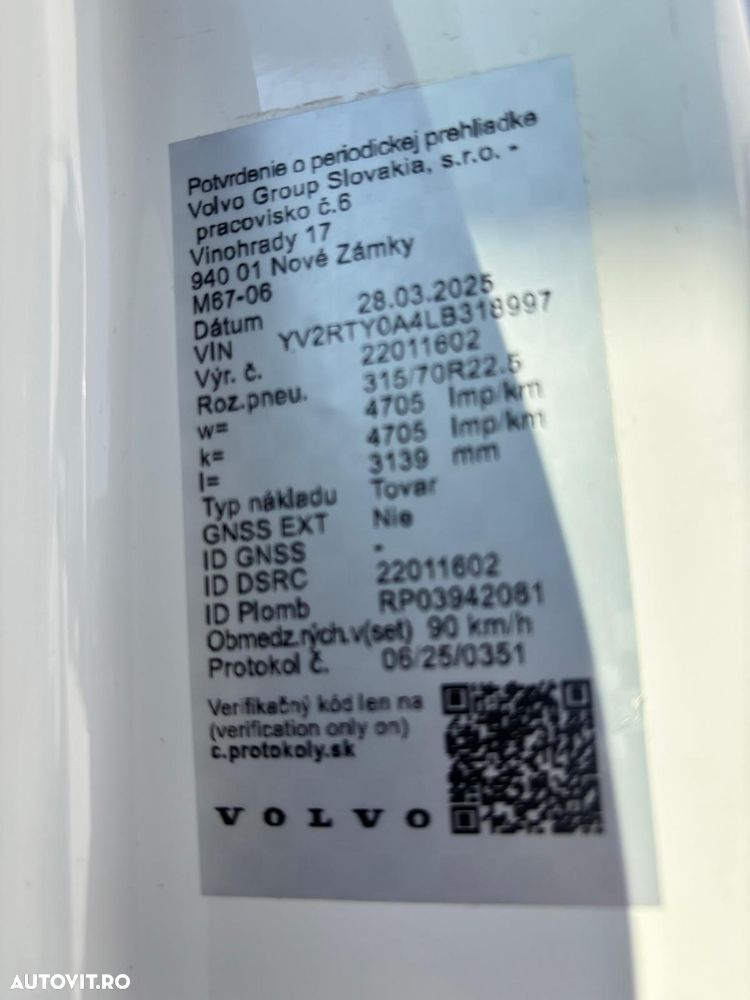 Potvrdenie o periodickej prehliadke
Volvo Group Slovakia, s.r.o. -
pracovisko č.6
Vinohrady 17
940 01 Nové Zámky
M67-06
Dátum 28.03.2025
VIN YV2RTY0A4LB318997
Výr. č. 22011602
Roz.pneu. 315/70R22.5
w= 4705 Imp/km
k= 4705 Imp/km
l= 3139 mm
Typ nákladu Tovar
GNSS EXT Nie
ID GNSS -
ID DSRC 22011602
ID Plomb RP03942081
Obmedz.rých.v(set) 90 km/h
Protokol č. 06/25/0351
Verifikačný kód len na
(verification only on)
c.protokoly.sk
VOLVO
AUTOVIT.RO